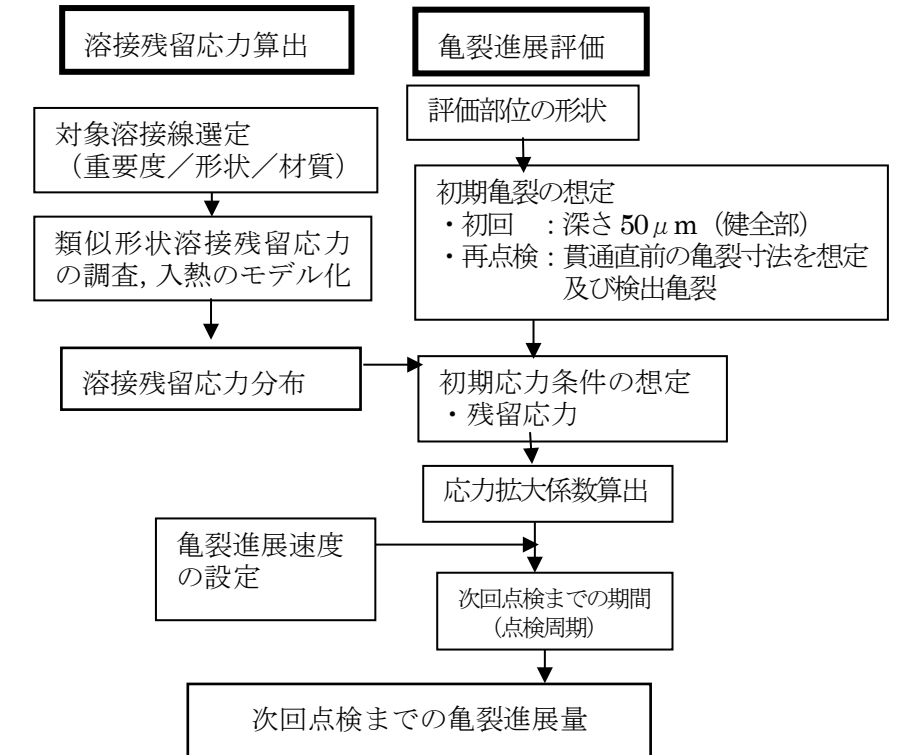 溶接残留応力算出
亀裂進展評価
対象溶接線選定
（重要度／形状／材質）
類似形状溶接残留応力
の調査, 入熱のモデル化
溶接残留応力分布
評価部位の形状
初期亀裂の想定
・初回　：深さ 50μm（健全部）
・再点検：貫通直前の亀裂寸法を想定
及び検出亀裂
初期応力条件の想定
・残留応力
応力拡大係数算出
亀裂進展速度
の設定
次回点検までの期間
（点検周期）
次回点検までの亀裂進展量